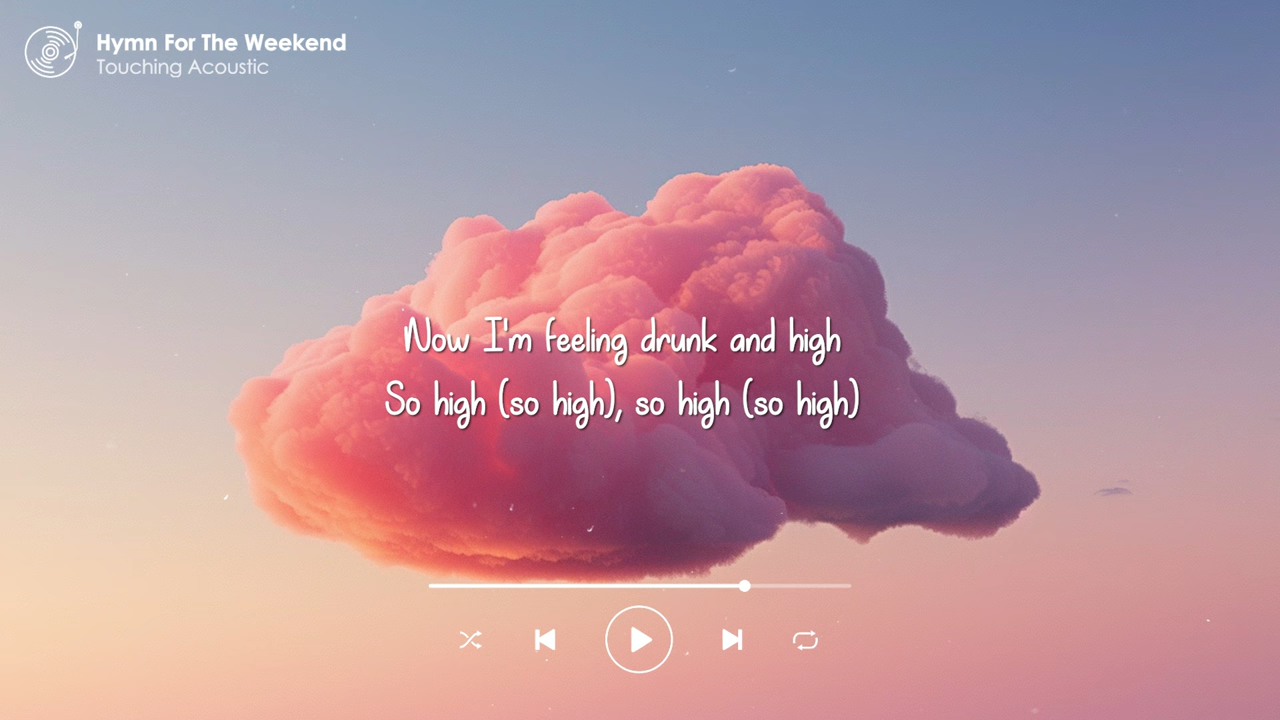 Hymn For The Weekend
Touching Acoustic
Now I'm feeling drunk and high
So high (so high), so high (so high)